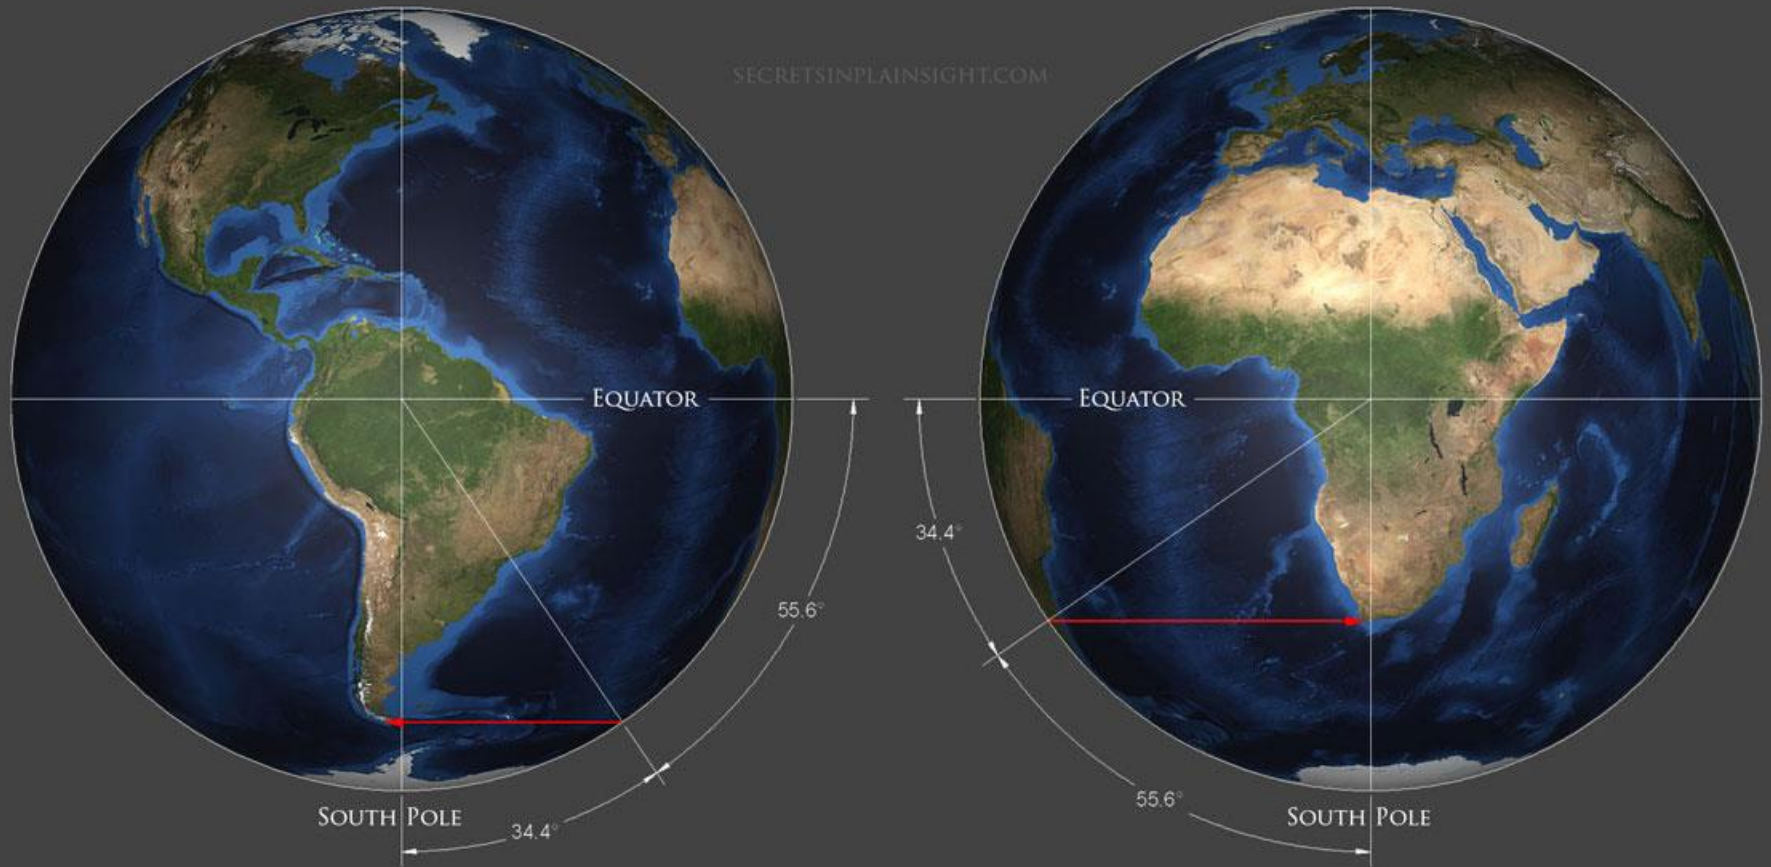 SECRETSINPLAINSIGHT.COM
EQUATOR
EQUATOR
34.4°
55.6°
55.6°
SOUTH POLE
SOUTH POLE
34.4°